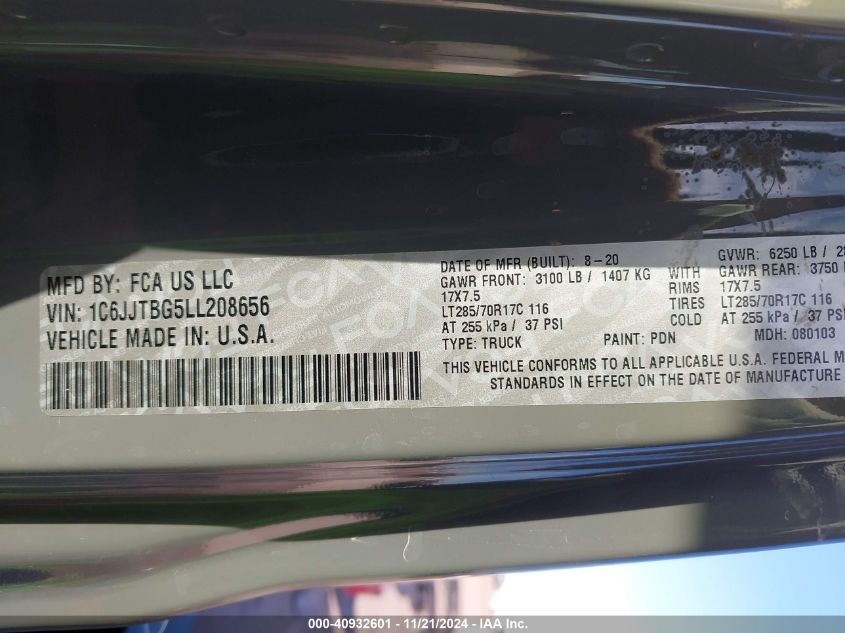 MFD BY: FCA US LLC
VIN: 1C6JJTBG5LL208656
VEHICLE MADE IN: U.S.A.
DATE OF MFR (BUILT): 8-20 GVWR: 6250 LB / 28
GAWR FRONT: 3100 LB / 1407 KG WITH GAWR REAR: 3750
17X7.5 RIMS 17X7.5
LT285/70R17C 116 TIRES LT285/70R17C 116
AT 255 kPa / 37 PSI COLD AT 255 kPa / 37 PSI
TYPE: TRUCK PAINT: PDN MDH: 080103
THIS VEHICLE CONFORMS TO ALL APPLICABLE U.S.A. FEDERAL M
STANDARDS IN EFFECT ON THE DATE OF MANUFACTURE
000-40932601 - 11/21/2024 - IAA Inc.